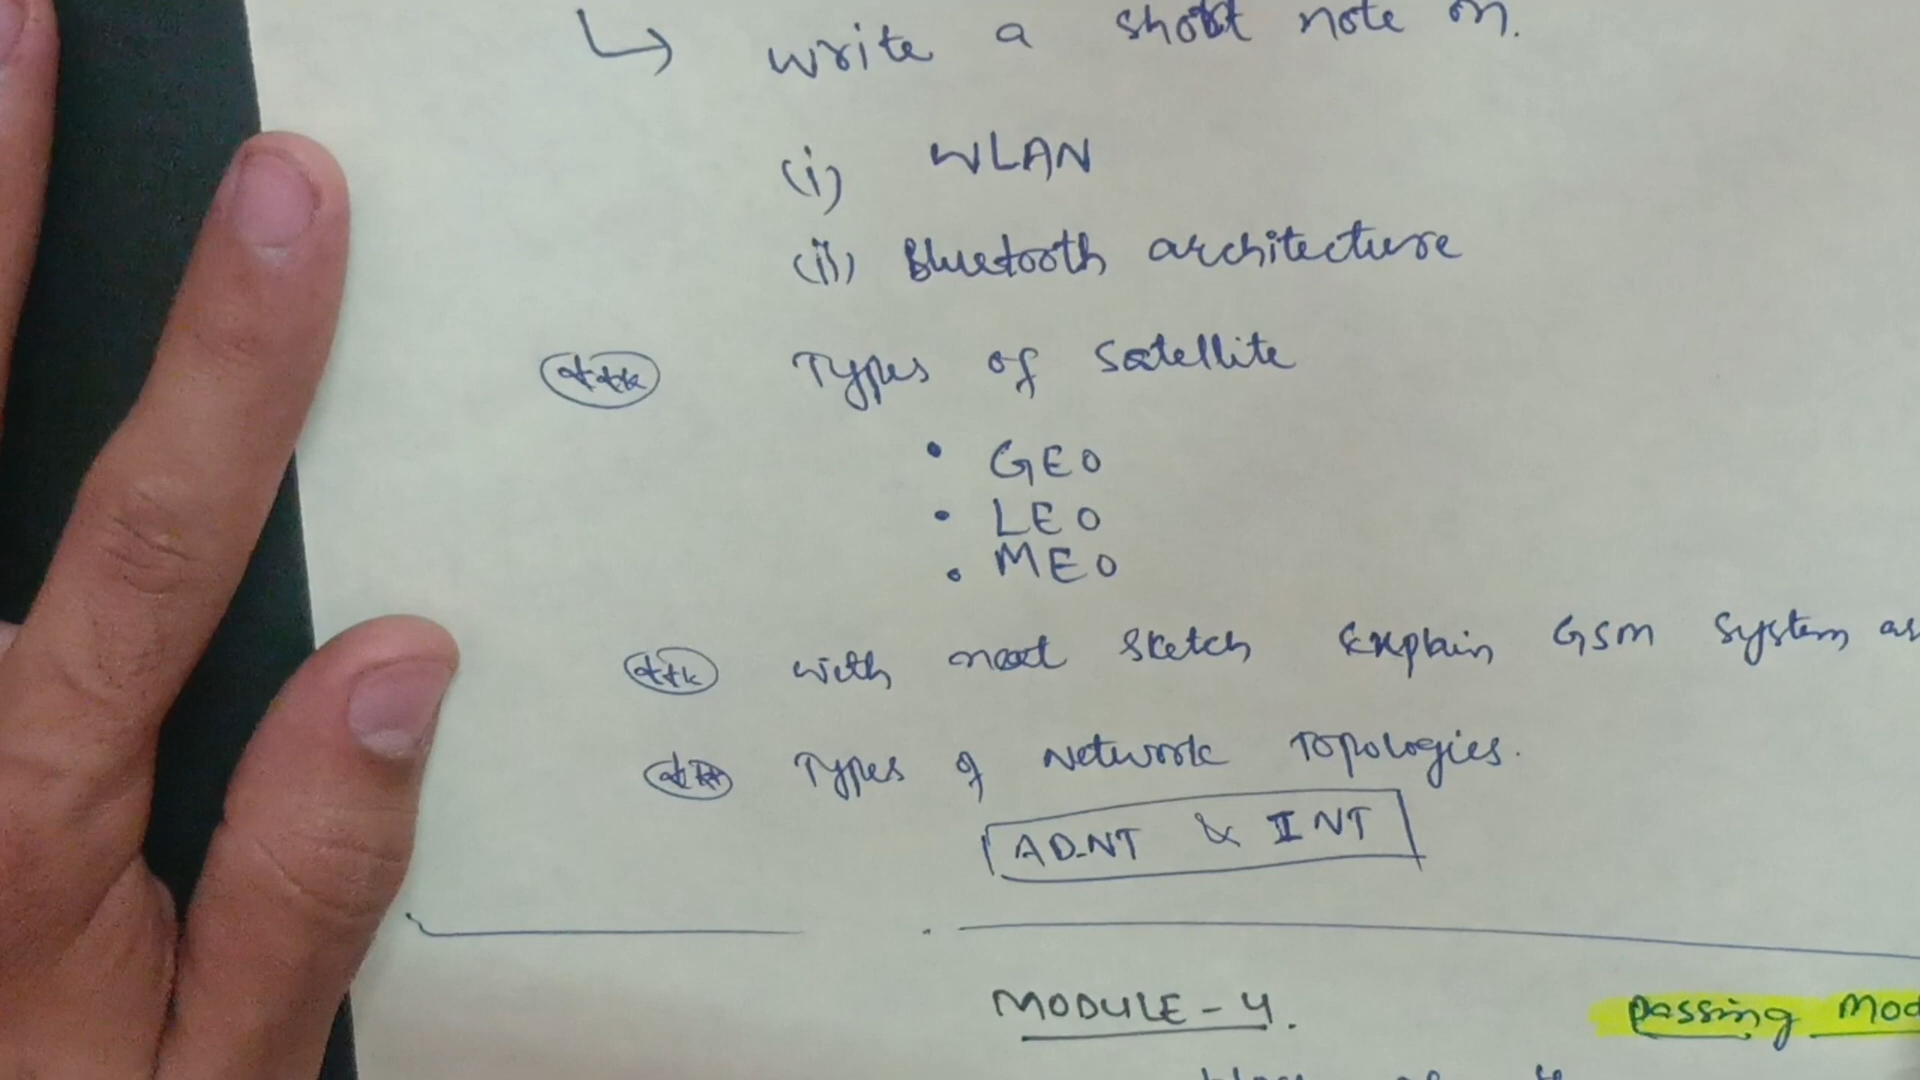 ↳ write a short note on.
(i) WLAN
(ii) Bluetooth architecture
*** Types of Satellite
• GEO
• LEO
• MEO
*** with neat sketch Explain GSM system as
*** Types of Network Topologies.
ADNT & INT
MODULE - 4.
Passing Mod